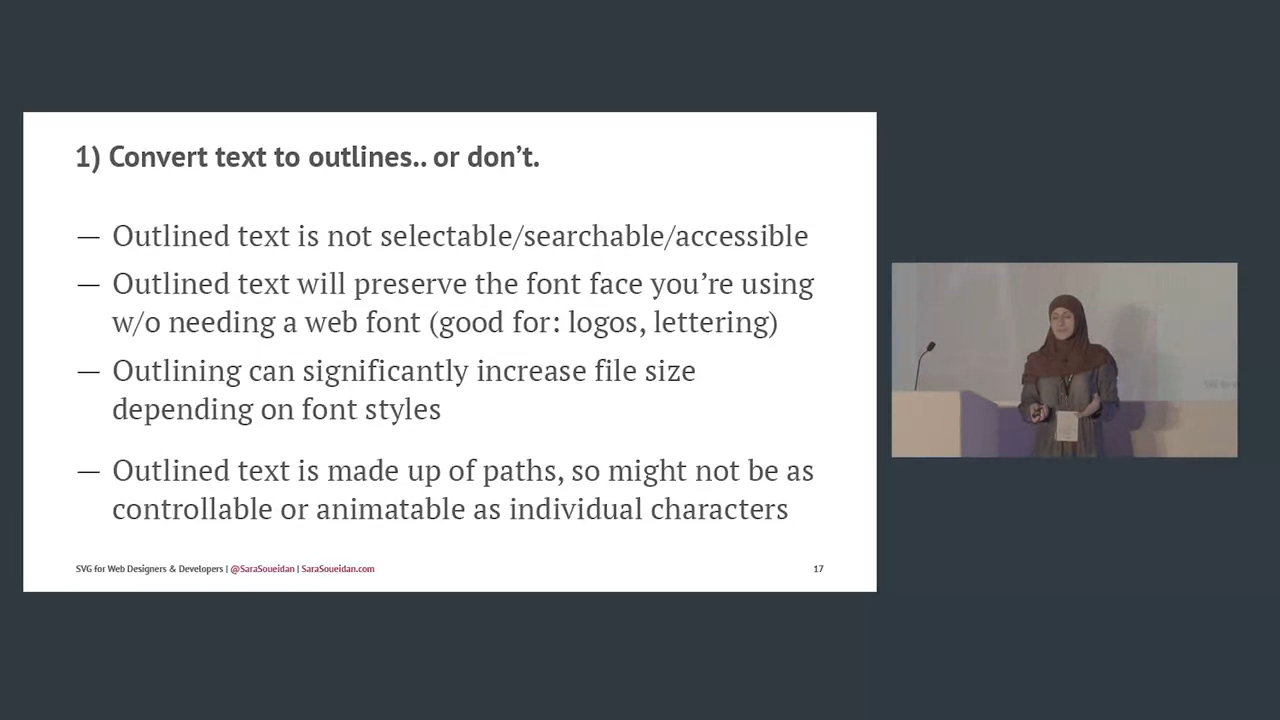 1) Convert text to outlines.. or don’t.
— Outlined text is not selectable/searchable/accessible
— Outlined text will preserve the font face you’re using
w/o needing a web font (good for: logos, lettering)
— Outlining can significantly increase file size
depending on font styles
— Outlined text is made up of paths, so might not be as
controllable or animatable as individual characters
SVG for Web Designers & Developers | @SaraSoueidan | SaraSoueidan.com
17